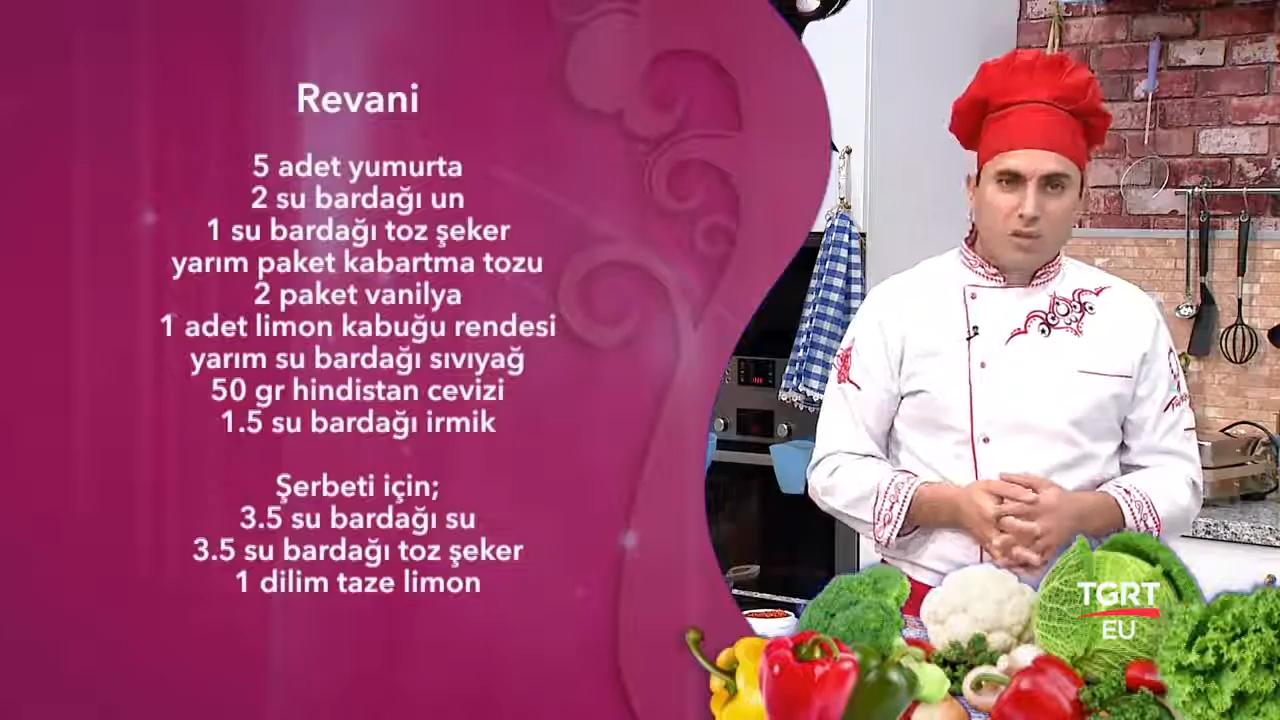 Revani
5 adet yumurta
2 su bardağı un
1 su bardağı toz şeker
yarım paket kabartma tozu
2 paket vanilya
1 adet limon kabuğu rendesi
yarım su bardağı sıvıyağ
50 gr hindistan cevizi
1.5 su bardağı irmik
Şerbeti için;
3.5 su bardağı su
3.5 su bardağı toz şeker
1 dilim taze limon
TGRT
EU